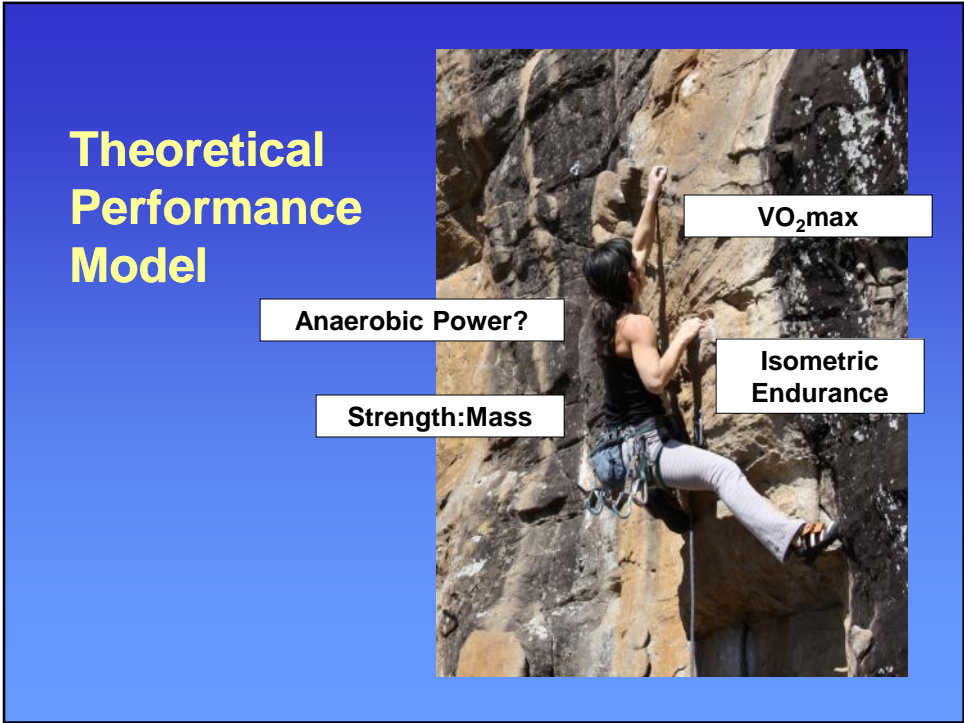 Theoretical
Performance
Model
VO₂max
Anaerobic Power?
Isometric
Endurance
Strength:Mass